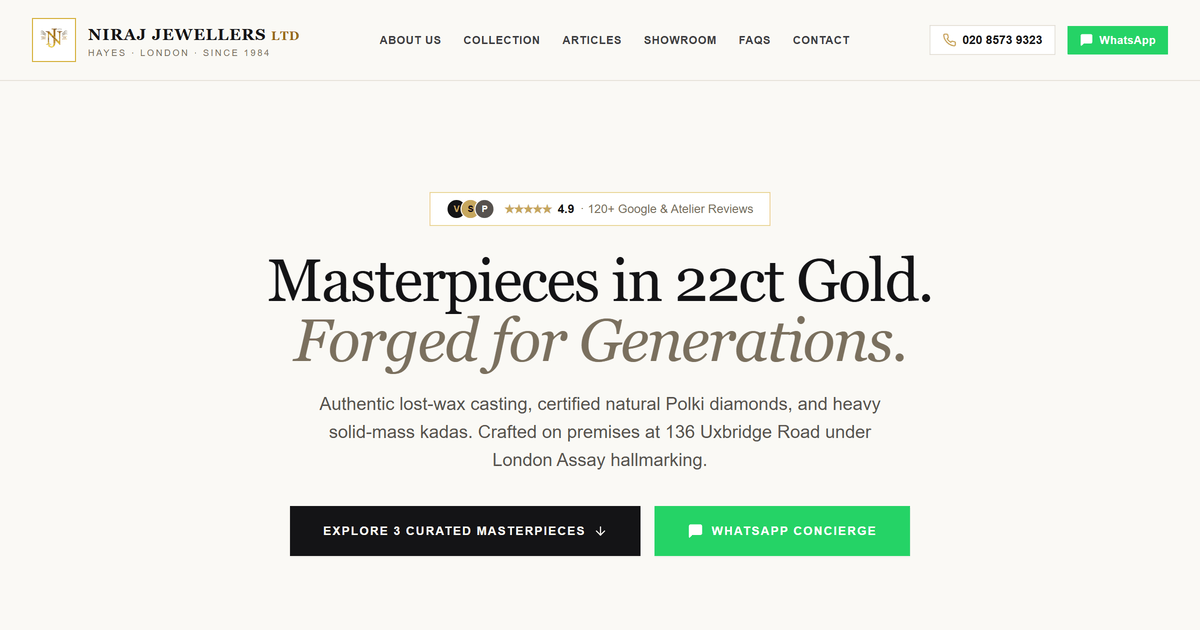 NIRAJ JEWELLERS LTD
HAYES · LONDON · SINCE 1984
ABOUT US COLLECTION ARTICLES SHOWROOM FAQS CONTACT
020 8573 9323
WhatsApp
V S P ★★★★★ 4.9 · 120+ Google & Atelier Reviews
Masterpieces in 22ct Gold.
Forged for Generations.
Authentic lost-wax casting, certified natural Polki diamonds, and heavy
solid-mass kadas. Crafted on premises at 136 Uxbridge Road under
London Assay hallmarking.
EXPLORE 3 CURATED MASTERPIECES ↓
WHATSAPP CONCIERGE